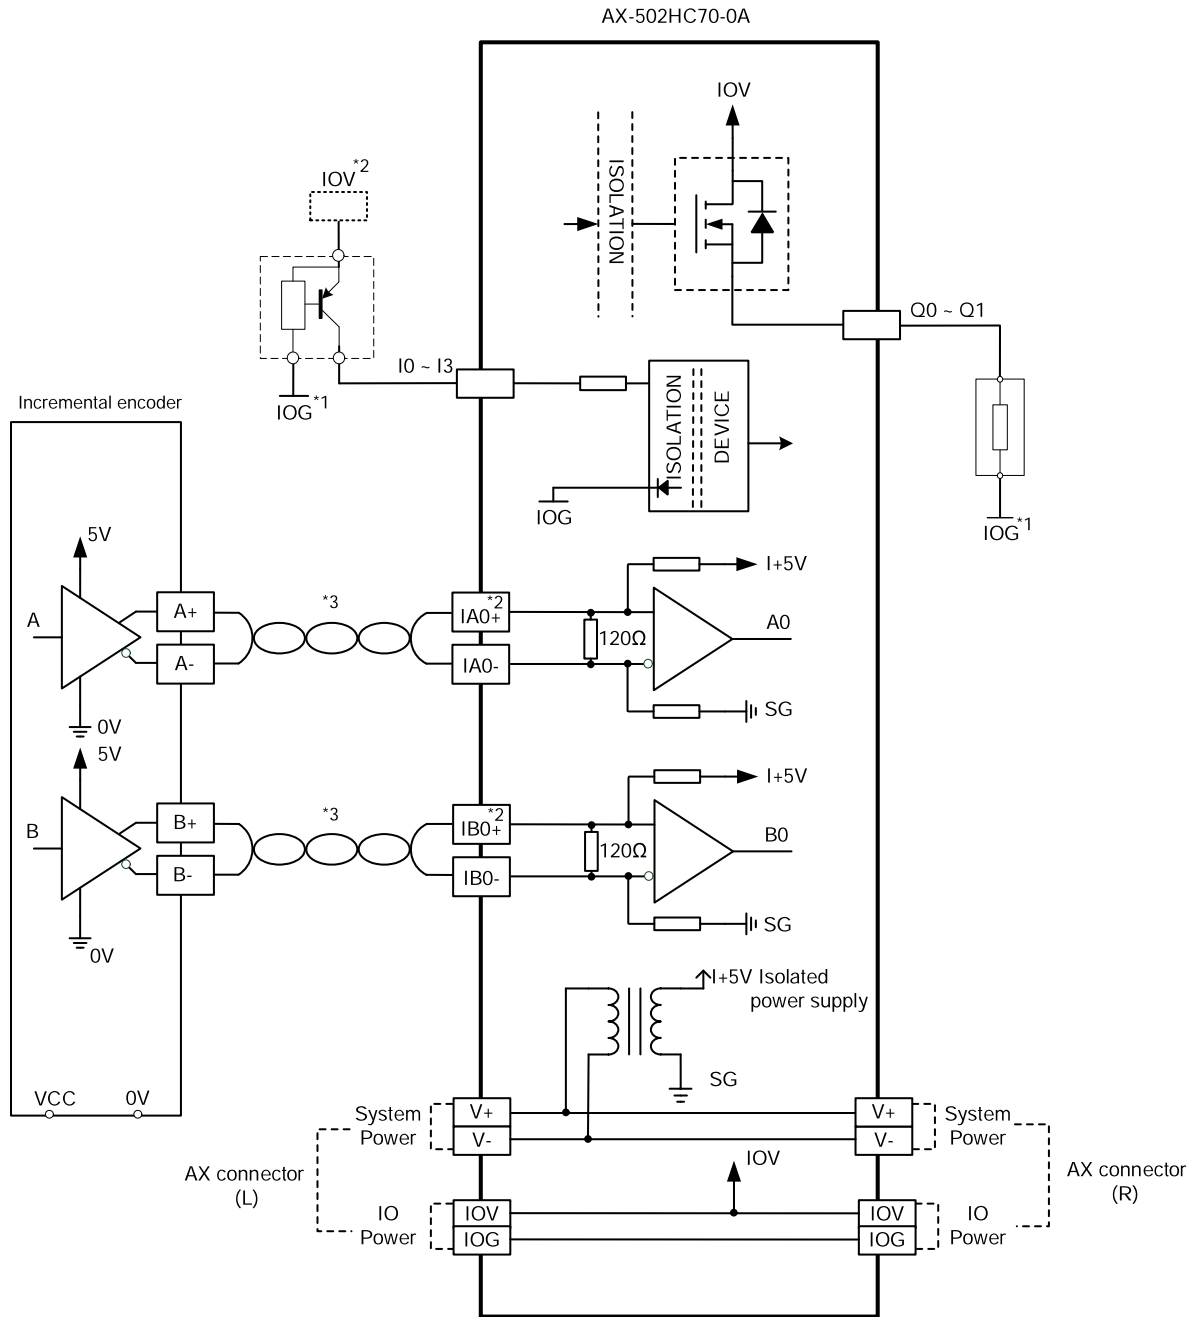 AX-502HC70-0A
IOV
ISOLATION
IOV*2
Q0 ~ Q1
I0 ~ I3
IOG*1
ISOLATION
DEVICE
IOG
IOG*1
Incremental encoder
5V
A
A+
A-
0V
*3
*2
IA0+
IA0-
120Ω
I+5V
A0
SG
5V
B
B+
B-
0V
*3
*2
IB0+
IB0-
120Ω
I+5V
B0
SG
I+5V Isolated
power supply
SG
VCC
0V
System
Power
V+
V-
V+
V-
System
Power
AX connector
(L)
IOV
AX connector
(R)
IO
Power
IOV
IOG
IOV
IOG
IO
Power